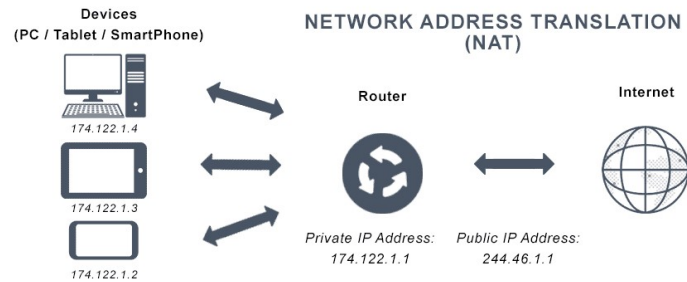 Devices
(PC / Tablet / SmartPhone)
NETWORK ADDRESS TRANSLATION
(NAT)
Router
Internet
174.122.1.4
174.122.1.3
174.122.1.2
Private IP Address:
174.122.1.1
Public IP Address:
244.46.1.1